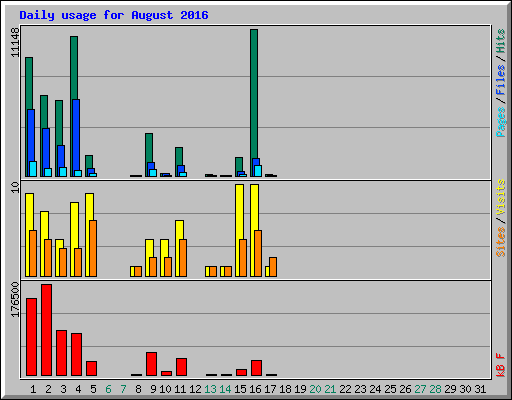 Daily usage for August 2016
11148
Pages / Files / Hits
10
Sites / Visits
176500
kB F
1 2 3 4 5 6 7 8 9 10 11 12 13 14 15 16 17 18 19 20 21 22 23 24 25 26 27 28 29 30 31